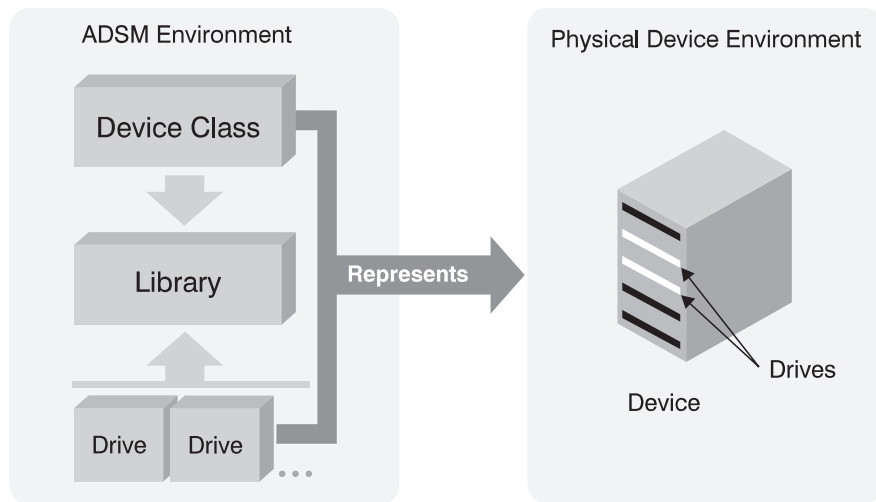 ADSM Environment
Device Class
Library
Drive
Drive
...
Represents
Physical Device Environment
Drives
Device